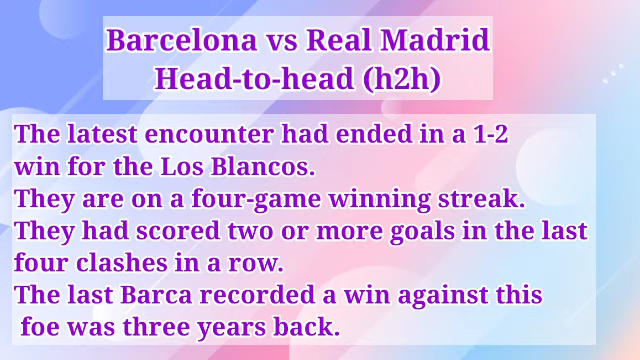 Barcelona vs Real Madrid
Head-to-head (h2h)
The latest encounter had ended in a 1-2
win for the Los Blancos.
They are on a four-game winning streak.
They had scored two or more goals in the last
four clashes in a row.
The last Barca recorded a win against this
foe was three years back.